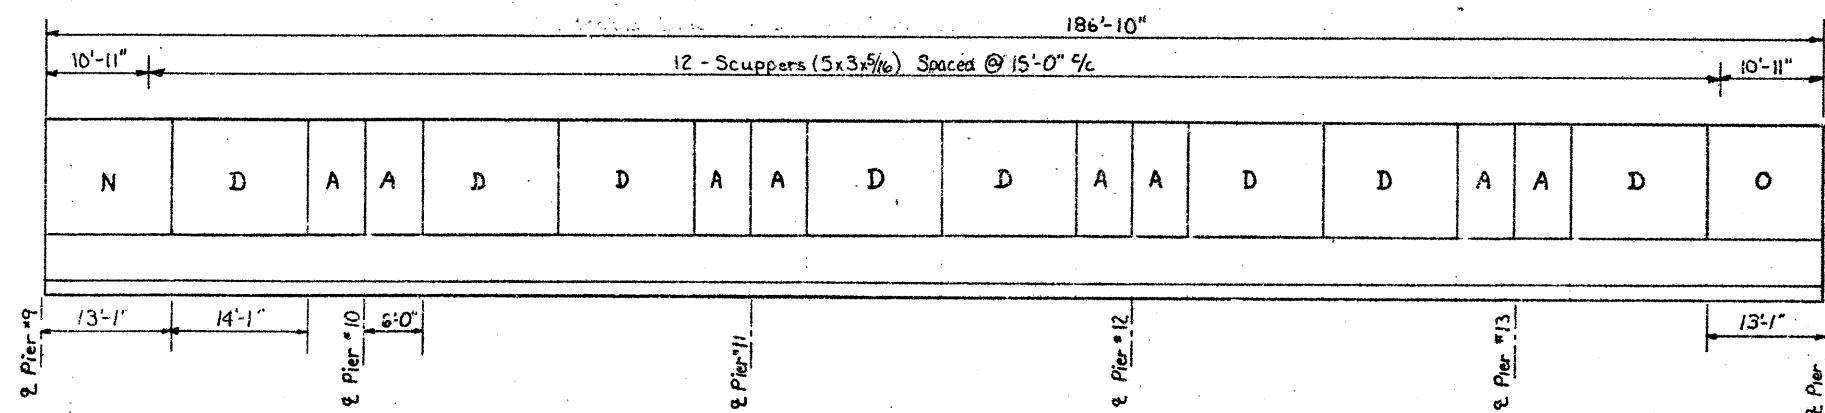 186'-10"
10'-11"
12 - Scuppers (5x3x5/16) Spaced @ 15'-0" c/c
10'-11"
N D A A D D A A D D A A D D A A D O
13'-1"
14'-1"
6'-0"
13'-1"
℄ Pier #9
℄ Pier #10
℄ Pier #11
℄ Pier #12
℄ Pier #13
℄ Pier